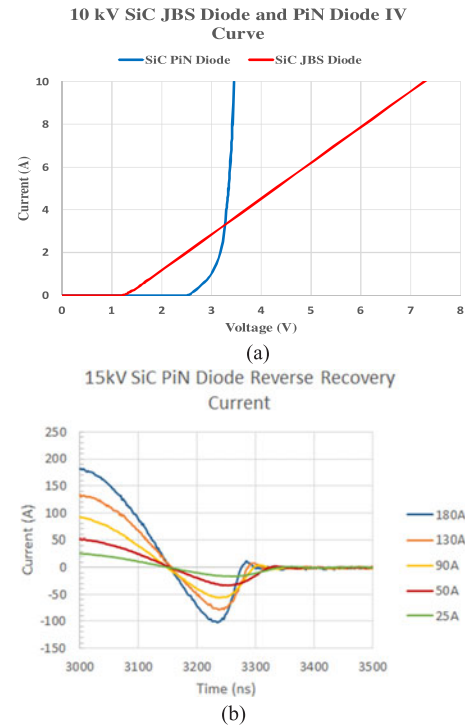 10 kV SiC JBS Diode and PiN Diode IV
Curve
SiC PiN Diode SiC JBS Diode
10
8
6
4
2
0
Current (A)
0 1 2 3 4 5 6 7 8
Voltage (V)
(a)
15kV SiC PiN Diode Reverse Recovery
Current
250
200
150
100
50
0
-50
-100
-150
Current (A)
3000 3100 3200 3300 3400 3500
Time (ns)
180A
130A
90A
50A
25A
(b)